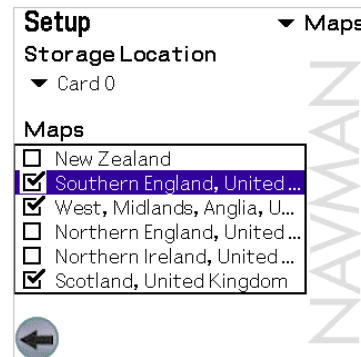 Setup
Maps
Storage Location
Card 0
Maps
New Zealand
Southern England, United ...
West, Midlands, Anglia, U...
Northern England, United ...
Northern Ireland, United ...
Scotland, United Kingdom
NAVMAN